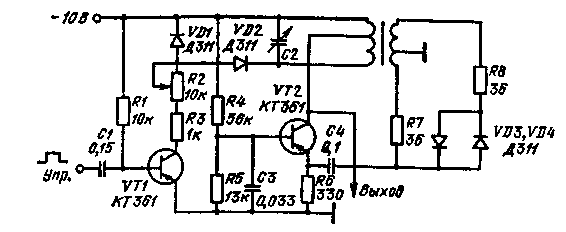 -10В
VD1
Д311
VD2
Д311
C2
R2
10к
R1
10к
R3
1к
R4
56к
VT2
КТ361
C4
0,1
R8
36
R7
36
VD3,VD4
Д311
C1
0,15
Упр.
VT1
КТ361
R5
13к
C3
0,033
R6
330
Выход